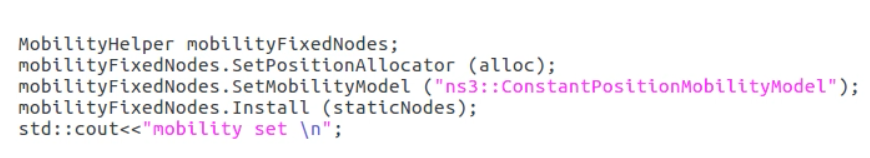 MobilityHelper mobilityFixedNodes;
mobilityFixedNodes.SetPositionAllocator (alloc);
mobilityFixedNodes.SetMobilityModel ("ns3::ConstantPositionMobilityModel");
mobilityFixedNodes.Install (staticNodes);
std::cout<<"mobility set \n";